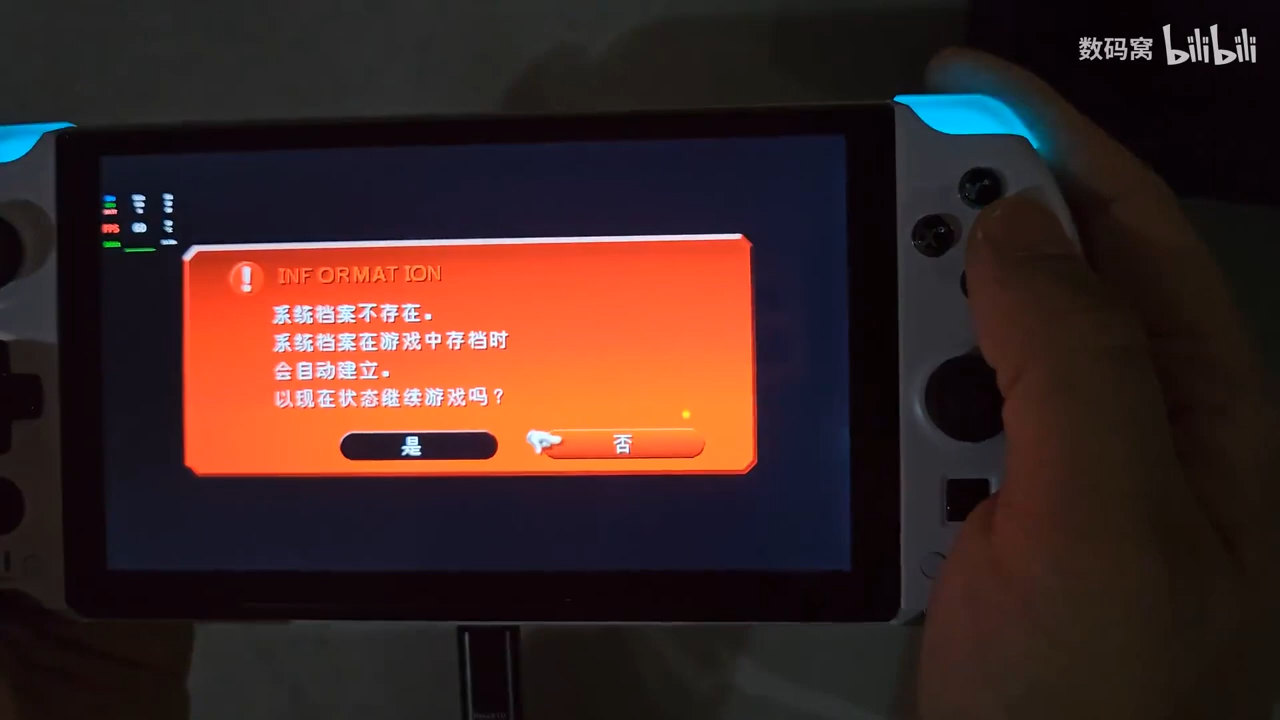 数码窝 bilibili
FPS 60
INFORMATION
系统档案不存在。
系统档案在游戏中存档时
会自动建立。
以现在状态继续游戏吗？
是 否
Y
X